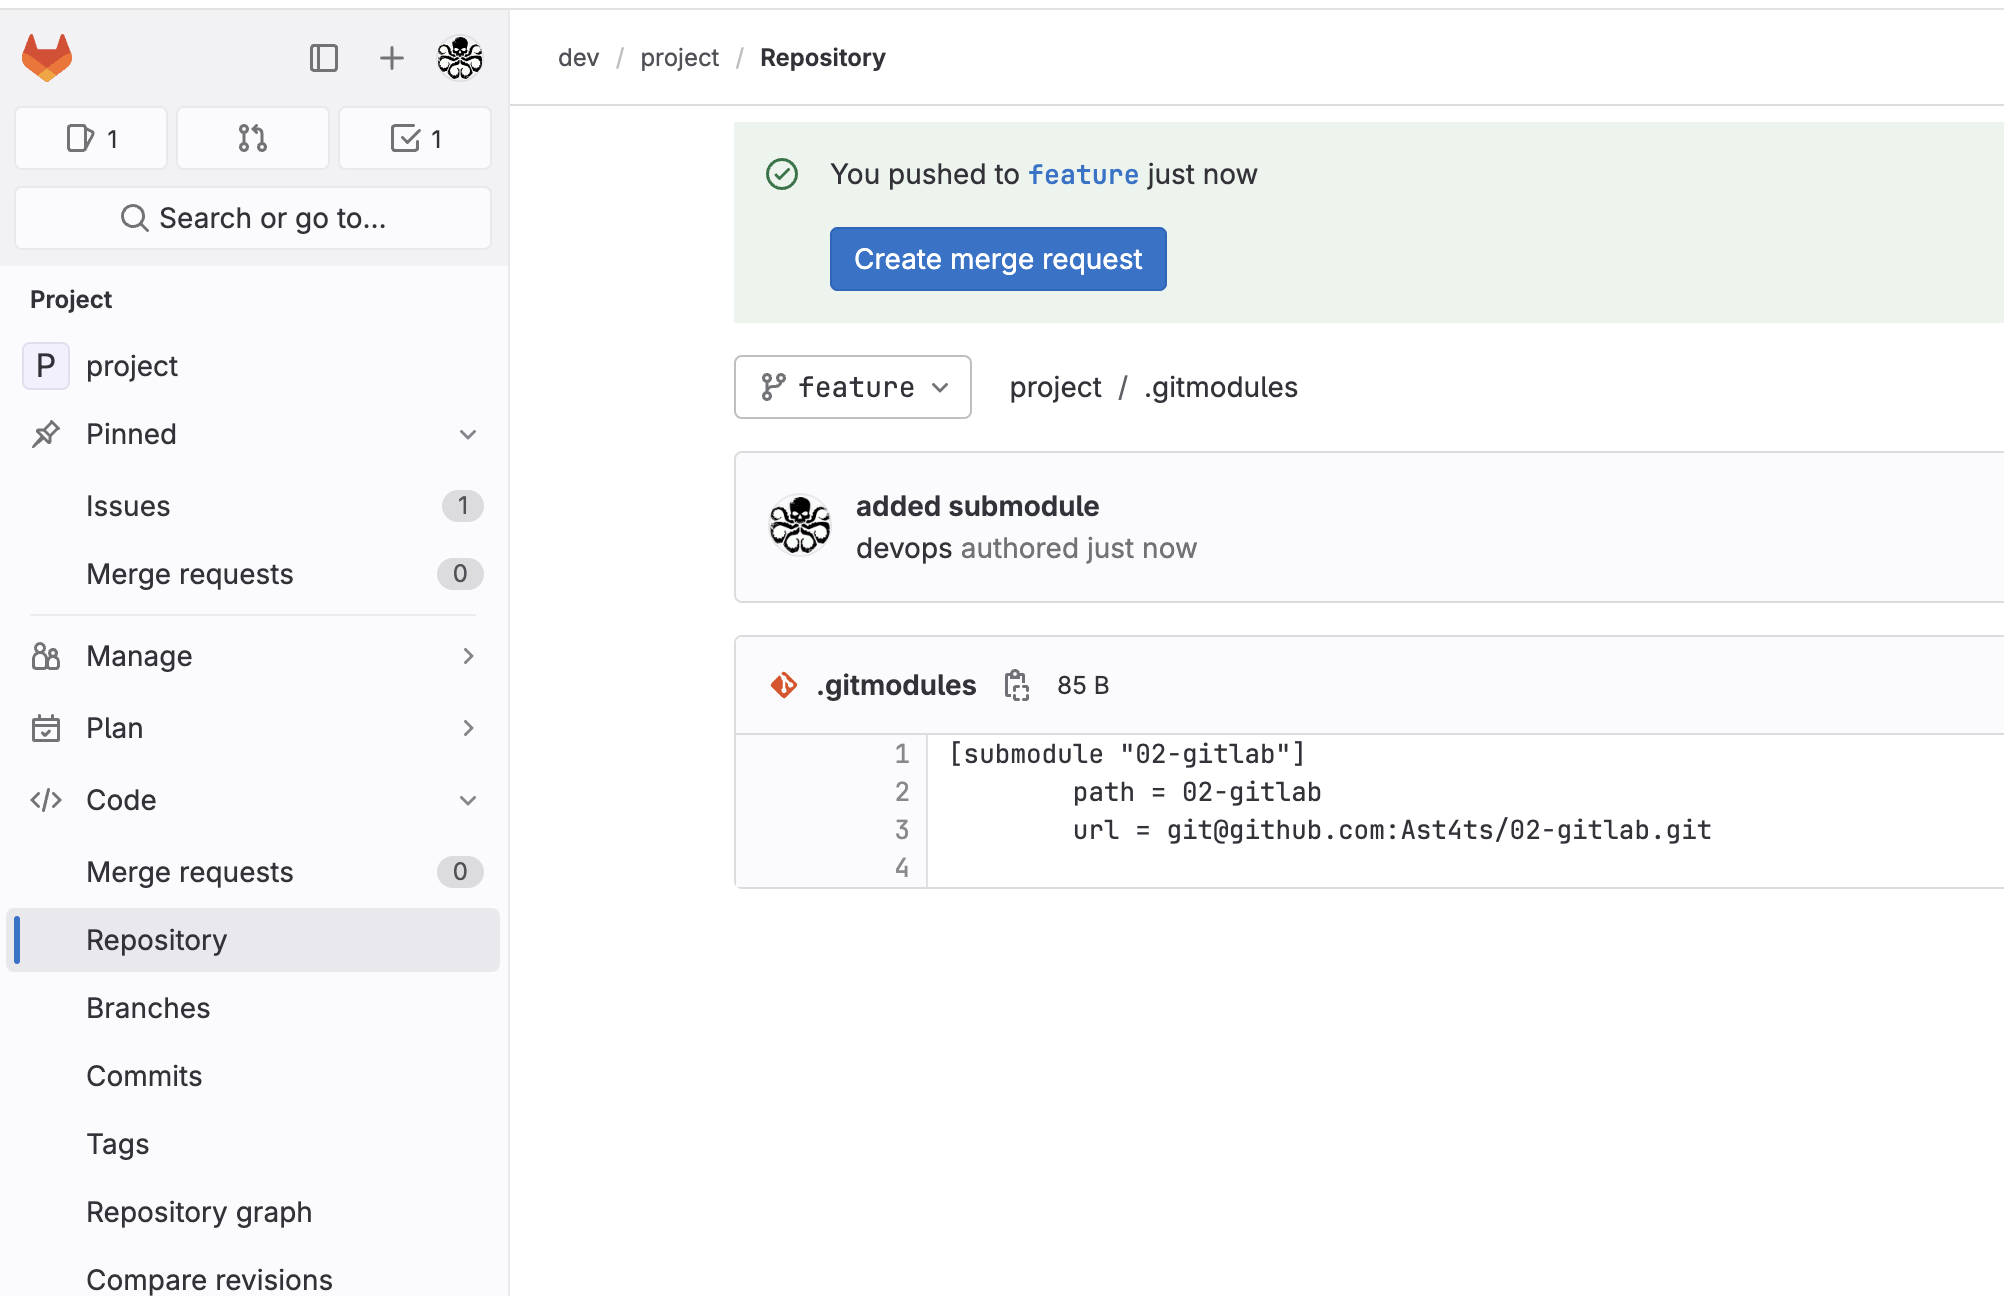 dev / project / Repository
1
1
Search or go to...
Project
P project
Pinned
Issues 1
Merge requests 0
Manage
Plan
Code
Merge requests 0
Repository
Branches
Commits
Tags
Repository graph
Compare revisions
You pushed to feature just now
Create merge request
feature
project / .gitmodules
added submodule
devops authored just now
.gitmodules 85 B
1 [submodule "02-gitlab"]
2 path = 02-gitlab
3 url = git@github.com:Ast4ts/02-gitlab.git
4